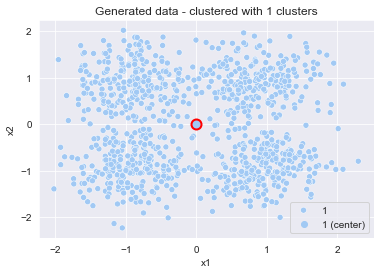 Generated data - clustered with 1 clusters
2
1
0
−1
−2
x2
−2
−1
0
1
2
x1
1
1 (center)